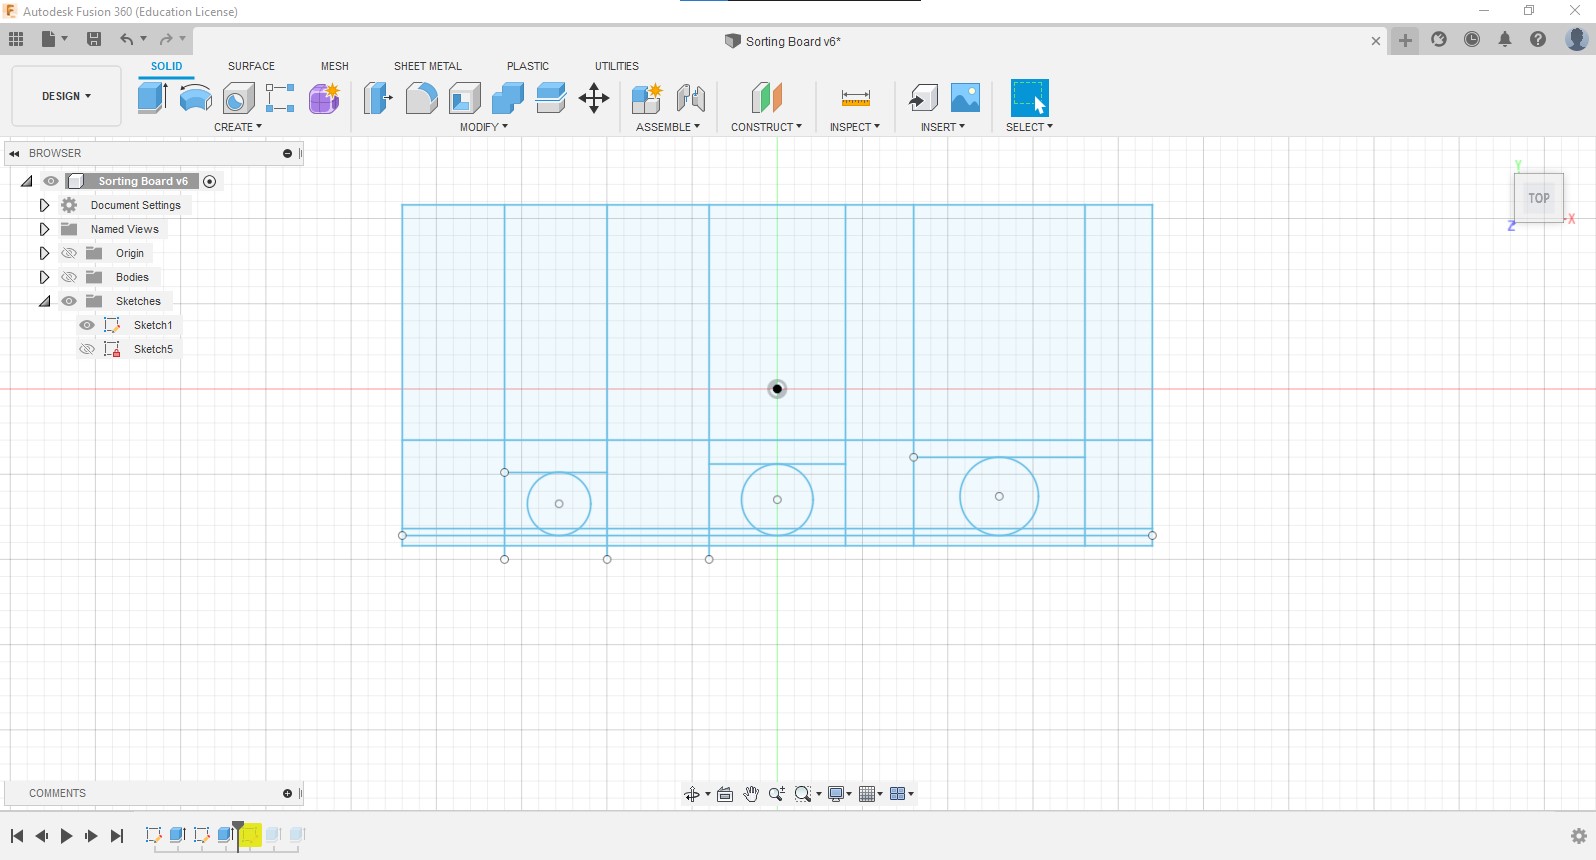 Autodesk Fusion 360 (Education License)
Sorting Board v6*
SOLID SURFACE MESH SHEET METAL PLASTIC UTILITIES
DESIGN
CREATE MODIFY ASSEMBLE CONSTRUCT INSPECT INSERT SELECT
BROWSER
Sorting Board v6
Document Settings
Named Views
Origin
Bodies
Sketches
Sketch1
Sketch5
Y
TOP
X
Z
COMMENTS